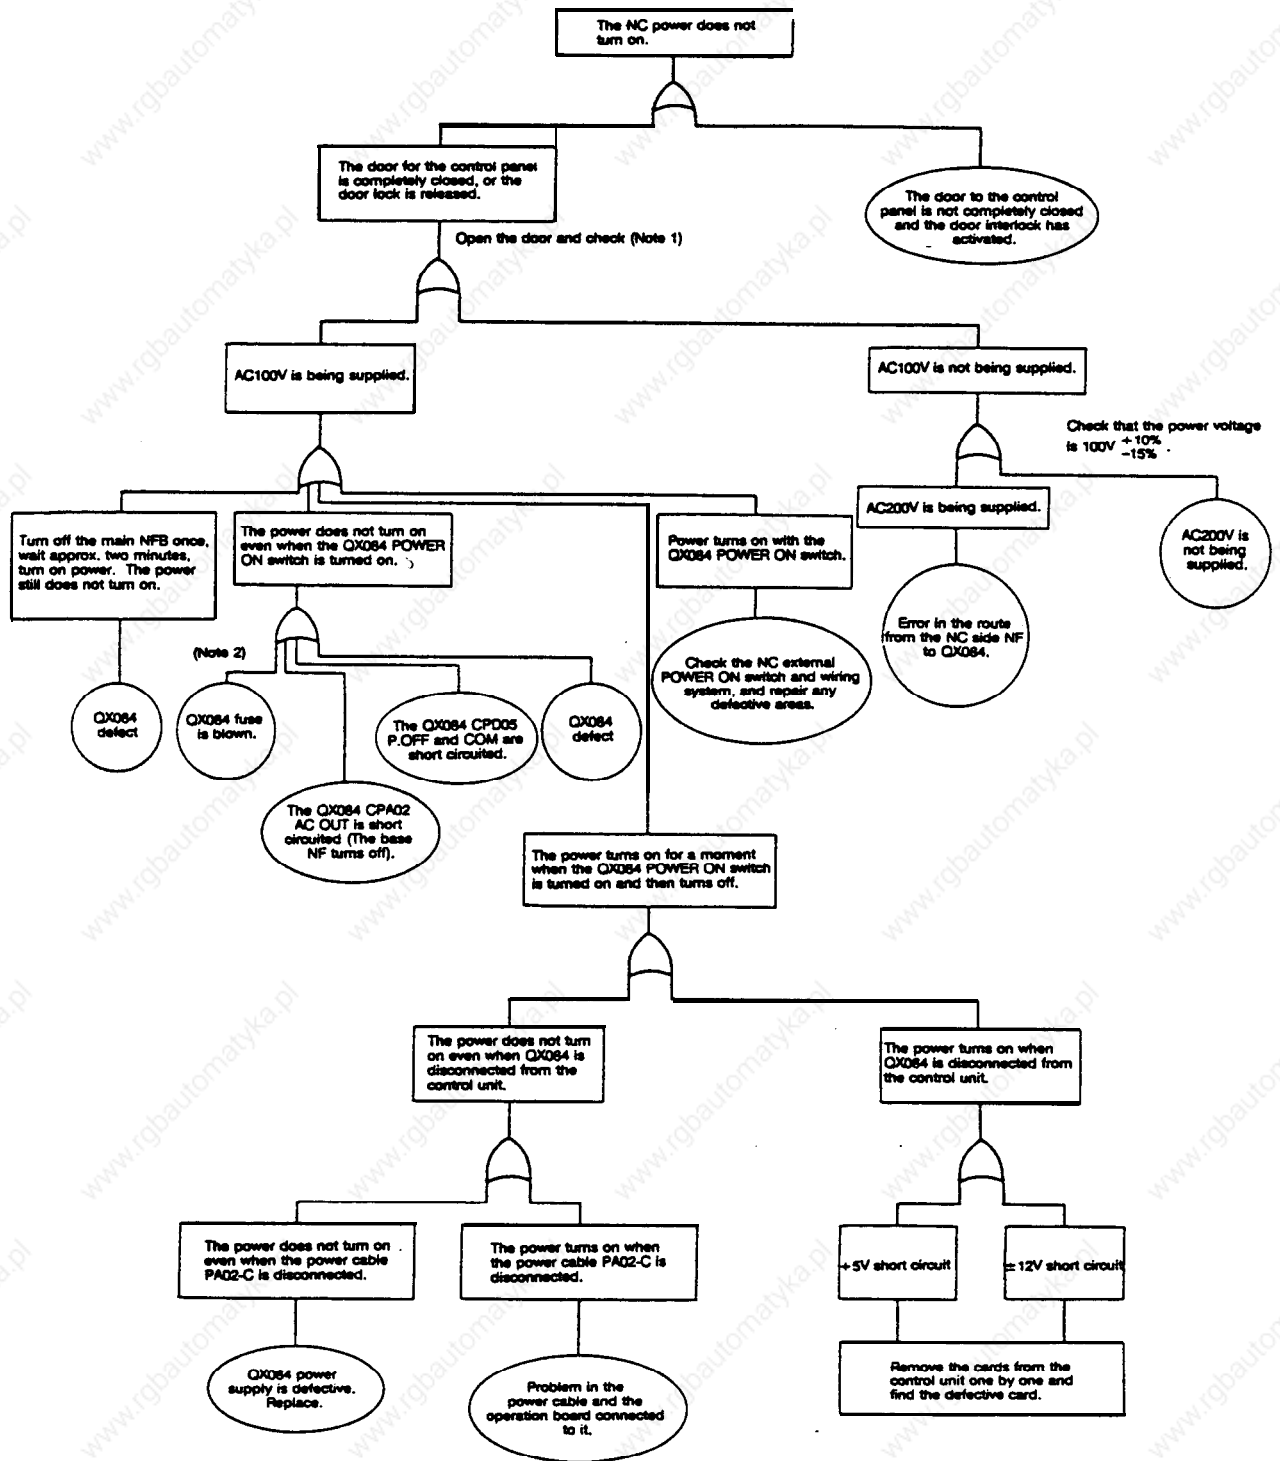 The NC power does not
turn on.
The door for the control panel
is completely closed, or the
door lock is released.
The door to the control
panel is not completely closed
and the door interlock has
activated.
Open the door and check (Note 1)
AC100V is being supplied.
AC100V is not being supplied.
Check that the power voltage
is 100V +10% -15% .
Turn off the main NFB once,
wait approx. two minutes,
turn on power. The power
still does not turn on.
The power does not turn on
even when the QX084 POWER
ON switch is turned on.
Power turns on with the
QX084 POWER ON switch.
AC200V is being supplied.
AC200V is
not being
supplied.
Error in the route
from the NC side NF
to QX084.
(Note 2)
Check the NC external
POWER ON switch and wiring
system, and repair any
defective areas.
QX084
defect
QX084 fuse
is blown.
The QX084 CPD05
P.OFF and COM are
short circuited.
QX084
defect
The QX084 CPA02
AC OUT is short
circuited (The base
NF turns off).
The power turns on for a moment
when the QX084 POWER ON switch
is turned on and then turns off.
The power does not turn
on even when QX084 is
disconnected from the
control unit.
The power turns on when
QX084 is disconnected from
the control unit.
The power does not turn on
even when the power cable
PA02-C is disconnected.
The power turns on when
the power cable PA02-C is
disconnected.
+5V short circuit
±12V short circuit
QX084 power
supply is defective.
Replace.
Problem in the
power cable and the
operation board connected
to it.
Remove the cards from the
control unit one by one and
find the defective card.
www.rgbautomatyka.pl